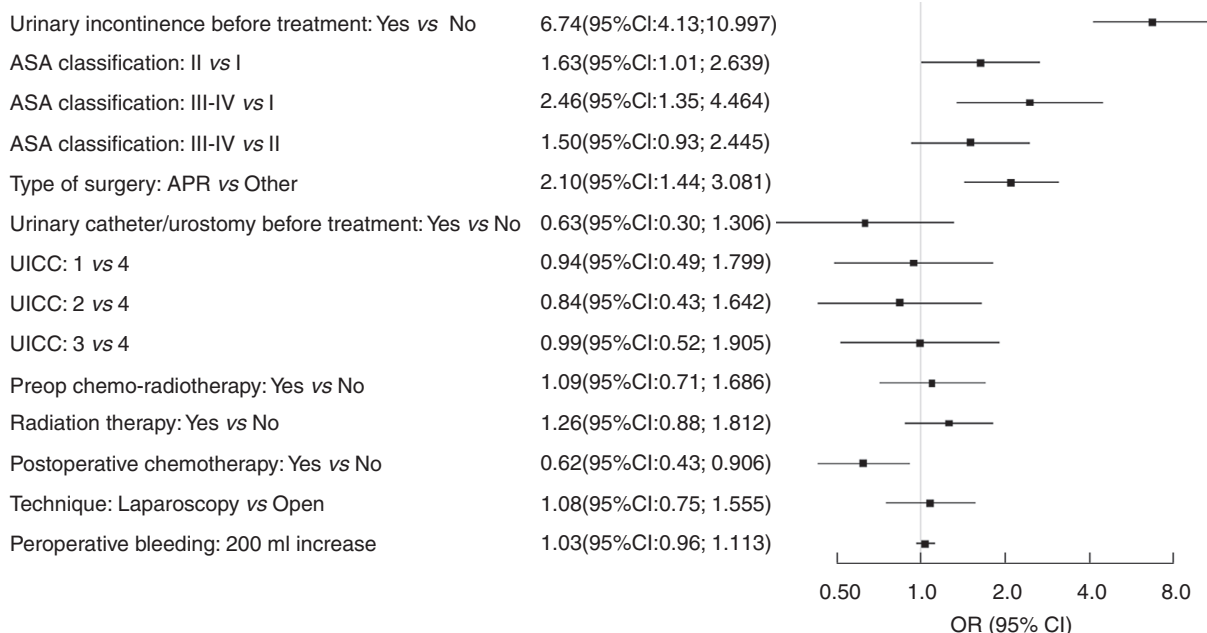 Urinary incontinence before treatment: Yes vs No 6.74(95%CI:4.13;10.997)
ASA classification: II vs I 1.63(95%CI:1.01; 2.639)
ASA classification: III-IV vs I 2.46(95%CI:1.35; 4.464)
ASA classification: III-IV vs II 1.50(95%CI:0.93; 2.445)
Type of surgery: APR vs Other 2.10(95%CI:1.44; 3.081)
Urinary catheter/urostomy before treatment: Yes vs No 0.63(95%CI:0.30; 1.306)
UICC: 1 vs 4 0.94(95%CI:0.49; 1.799)
UICC: 2 vs 4 0.84(95%CI:0.43; 1.642)
UICC: 3 vs 4 0.99(95%CI:0.52; 1.905)
Preop chemo-radiotherapy: Yes vs No 1.09(95%CI:0.71; 1.686)
Radiation therapy: Yes vs No 1.26(95%CI:0.88; 1.812)
Postoperative chemotherapy: Yes vs No 0.62(95%CI:0.43; 0.906)
Technique: Laparoscopy vs Open 1.08(95%CI:0.75; 1.555)
Peroperative bleeding: 200 ml increase 1.03(95%CI:0.96; 1.113)
0.50 1.0 2.0 4.0 8.0
OR (95% CI)